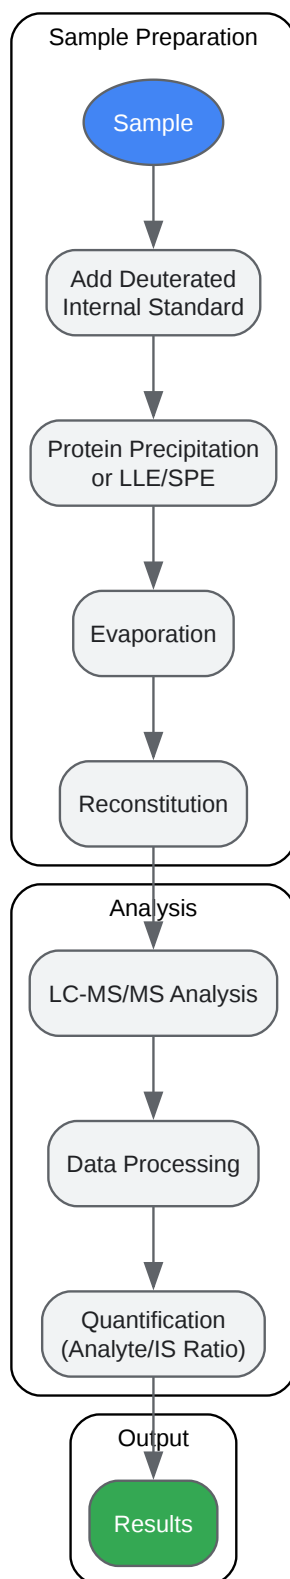 Sample Preparation
Sample
Add Deuterated
Internal Standard
Protein Precipitation
or LLE/SPE
Evaporation
Reconstitution
Analysis
LC-MS/MS Analysis
Data Processing
Quantification
(Analyte/IS Ratio)
Output
Results